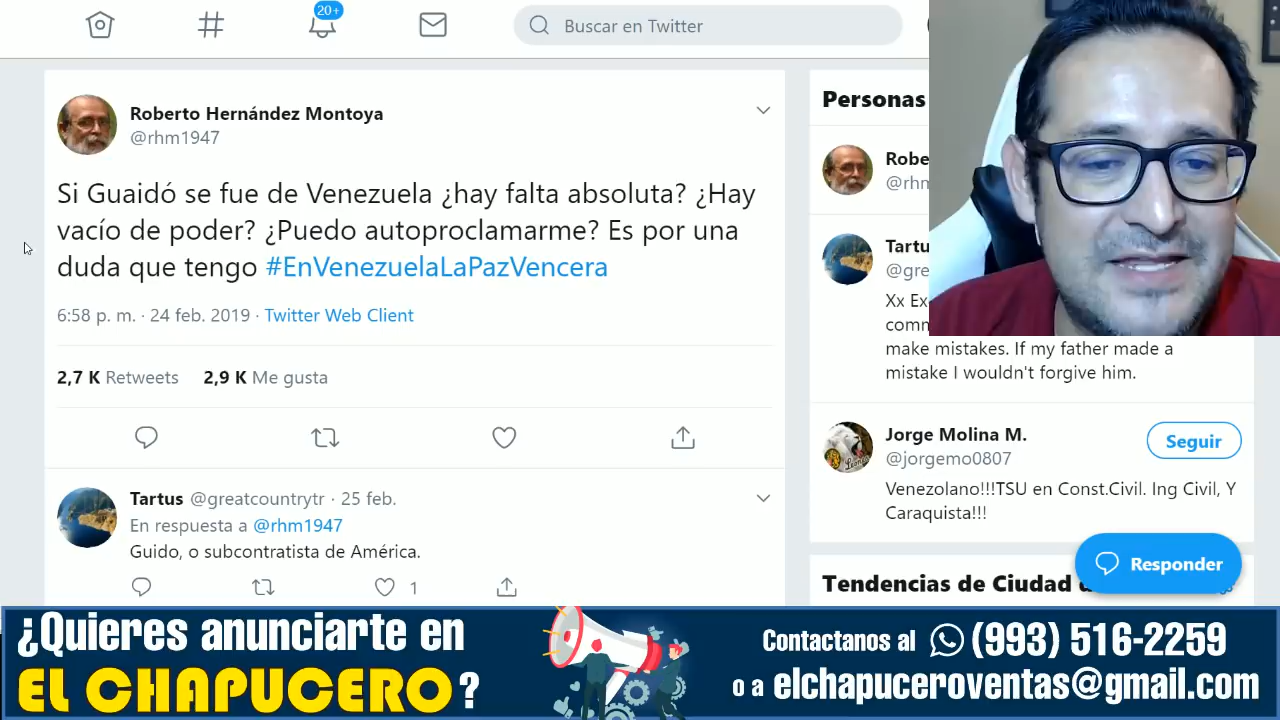 20+
Buscar en Twitter
Roberto Hernández Montoya
@rhm1947
Si Guaidó se fue de Venezuela ¿hay falta absoluta? ¿Hay
vacío de poder? ¿Puedo autoproclamarme? Es por una
duda que tengo #EnVenezuelaLaPazVencera
6:58 p. m. · 24 feb. 2019 · Twitter Web Client
2,7 K Retweets 2,9 K Me gusta
Tartus @greatcountrytr · 25 feb.
En respuesta a @rhm1947
Guido, o subcontratista de América.
1
Personas
Robe
@rhn
Tartu
@gre
Xx Ex
comm
make mistakes. If my father made a
mistake I wouldn't forgive him.
Jorge Molina M.
@jorgemo0807
Seguir
Venezolano!!!TSU en Const.Civil. Ing Civil, Y
Caraquista!!!
Responder
Tendencias de Ciudad
¿Quieres anunciarte en
EL CHAPUCERO?
Contactanos al (993) 516-2259
o a elchapuceroventas@gmail.com